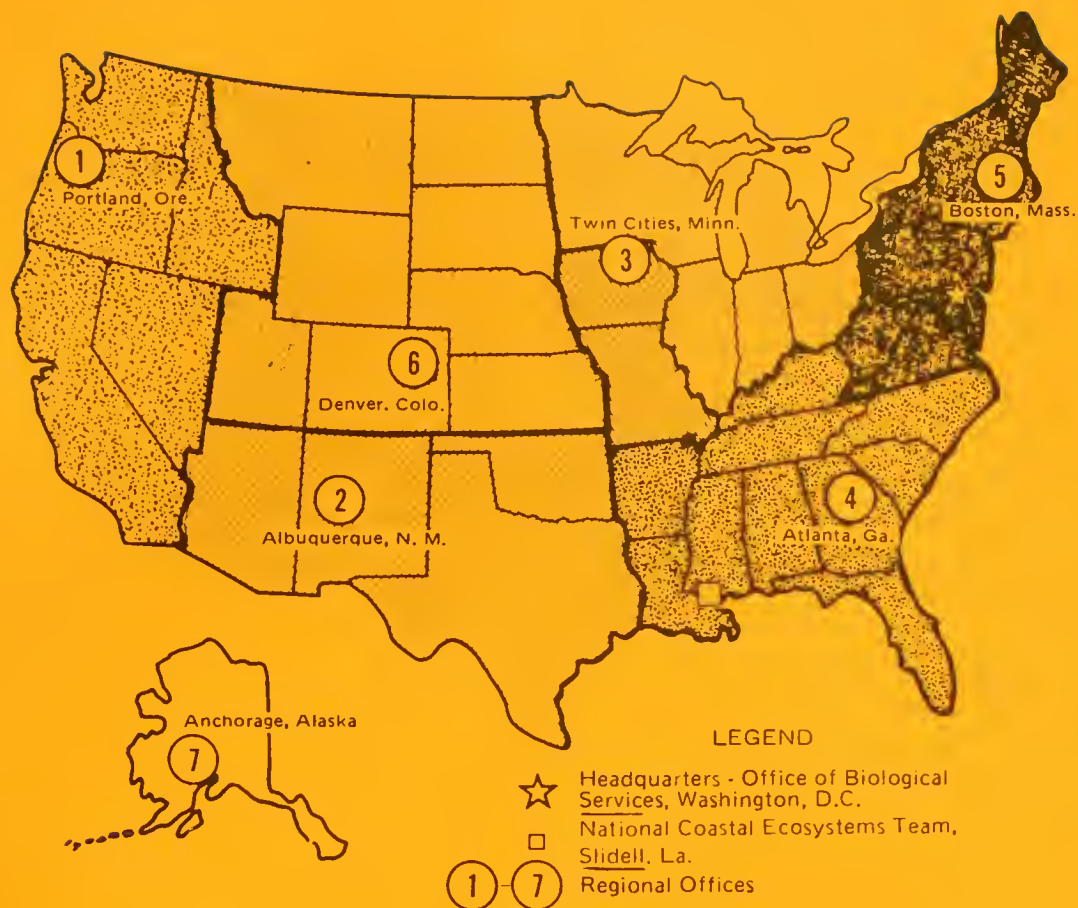 1
Portland, Ore.
5
Boston, Mass.
Twin Cities, Minn.
3
6
Denver. Colo.
2
Albuquerque, N. M.
4
Atlanta, Ga.
Anchorage, Alaska
7
LEGEND
Headquarters - Office of Biological
Services, Washington, D.C.
National Coastal Ecosystems Team,
Slidell. La.
1 - 7 Regional Offices